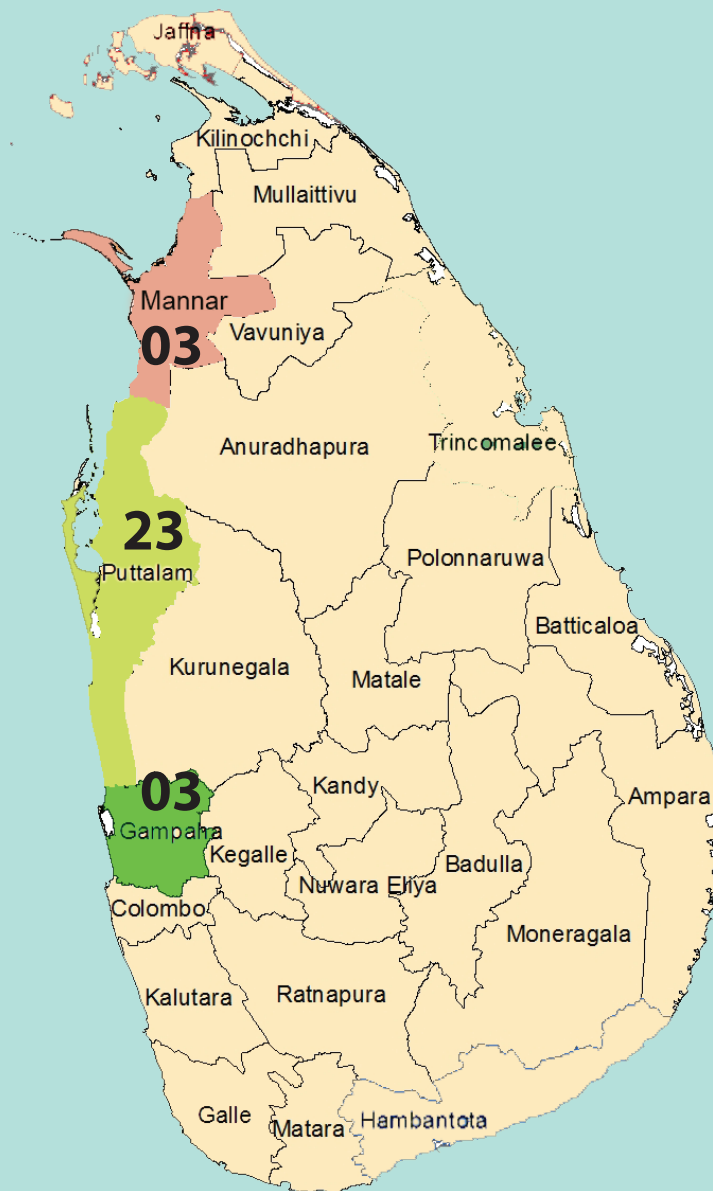 Jaffna
Kilinochchi
Mullaittivu
Mannar
03
Vavuniya
Anuradhapura
Trincomalee
23
Puttalam
Polonnaruwa
Batticaloa
Kurunegala
Matale
03
Gampaha
Kandy
Ampara
Kegalle
Nuwara Eliya
Badulla
Colombo
Moneragala
Kalutara
Ratnapura
Galle
Matara
Hambantota